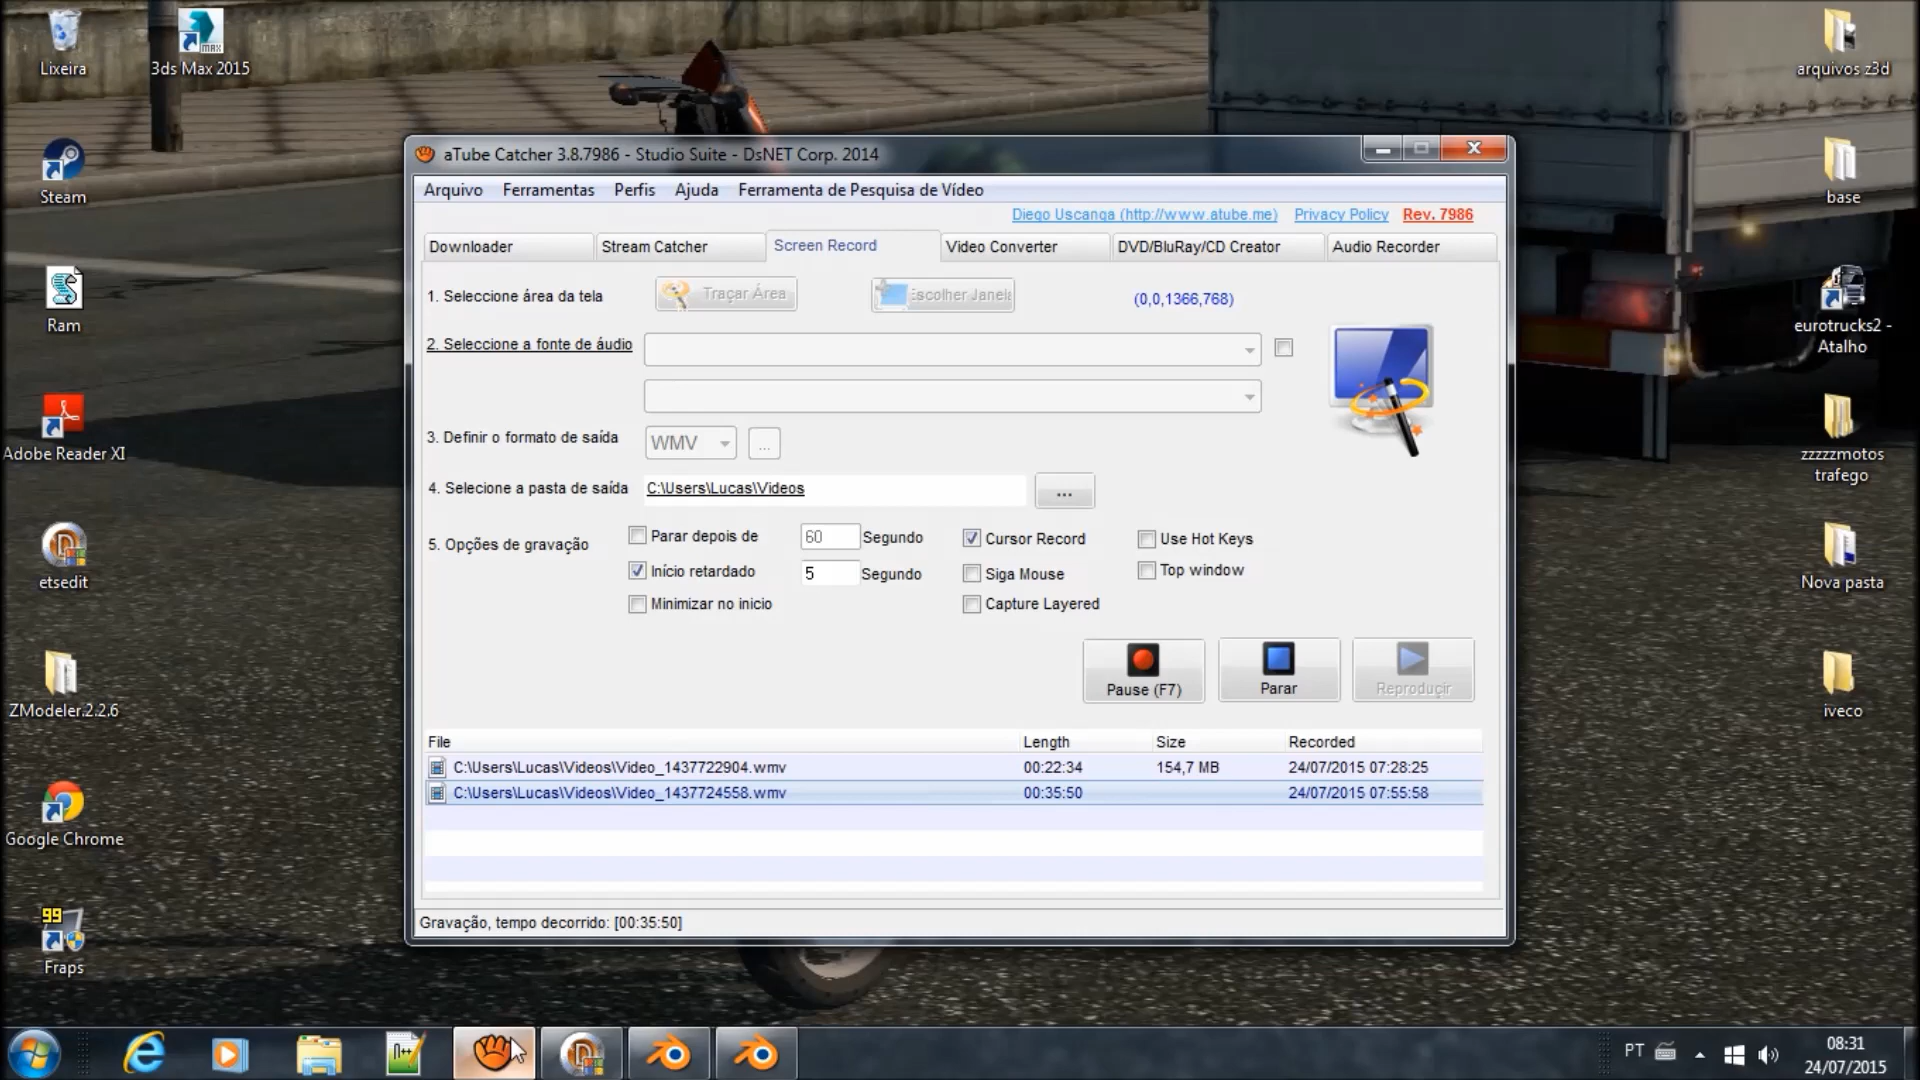 Lixeira
3ds Max 2015
Steam
Ram
Adobe Reader XI
etsedit
ZModeler.2.2.6
Google Chrome
99
Fraps
aTube Catcher 3.8.7986 - Studio Suite - DsNET Corp. 2014
Arquivo Ferramentas Perfis Ajuda Ferramenta de Pesquisa de Vídeo
Diego Uscanga (http://www.atube.me) Privacy Policy Rev. 7986
Downloader Stream Catcher Screen Record Video Converter DVD/BluRay/CD Creator Audio Recorder
1. Seleccione área da tela Traçar Área Escolher Janela (0,0,1366,768)
2. Seleccione a fonte de áudio
3. Definir o formato de saída WMV ...
4. Selecione a pasta de saída C:\Users\Lucas\Videos ...
5. Opções de gravação
Parar depois de 60 Segundo Cursor Record Use Hot Keys
Início retardado 5 Segundo Siga Mouse Top window
Minimizar no inicio Capture Layered
Pause (F7) Parar Reproduçir
File Length Size Recorded
C:\Users\Lucas\Videos\Video_1437722904.wmv 00:22:34 154,7 MB 24/07/2015 07:28:25
C:\Users\Lucas\Videos\Video_1437724558.wmv 00:35:50 24/07/2015 07:55:58
Gravação, tempo decorrido: [00:35:50]
arquivos z3d
base
eurotrucks2 -
Atalho
zzzzzmotos
trafego
Nova pasta
iveco
PT
08:31
24/07/2015